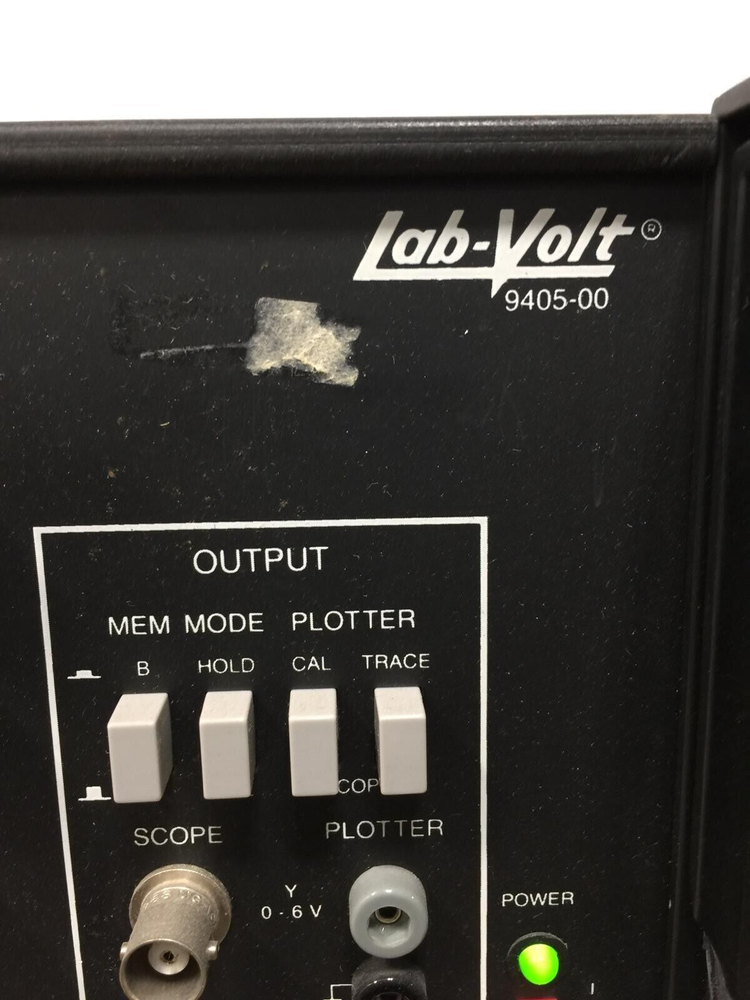 Lab-Volt®
9405-00
OUTPUT
MEM MODE PLOTTER
B HOLD CAL TRACE
SCOPE PLOTTER
Y
0-.6 V
POWER
I